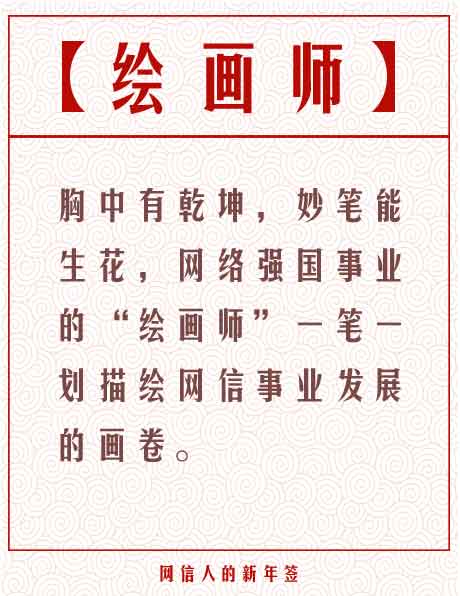 【绘画师】
胸中有乾坤，妙笔能
生花，网络强国事业
的“绘画师”一笔一
划描绘网信事业发展
的画卷。
网信人的新年签